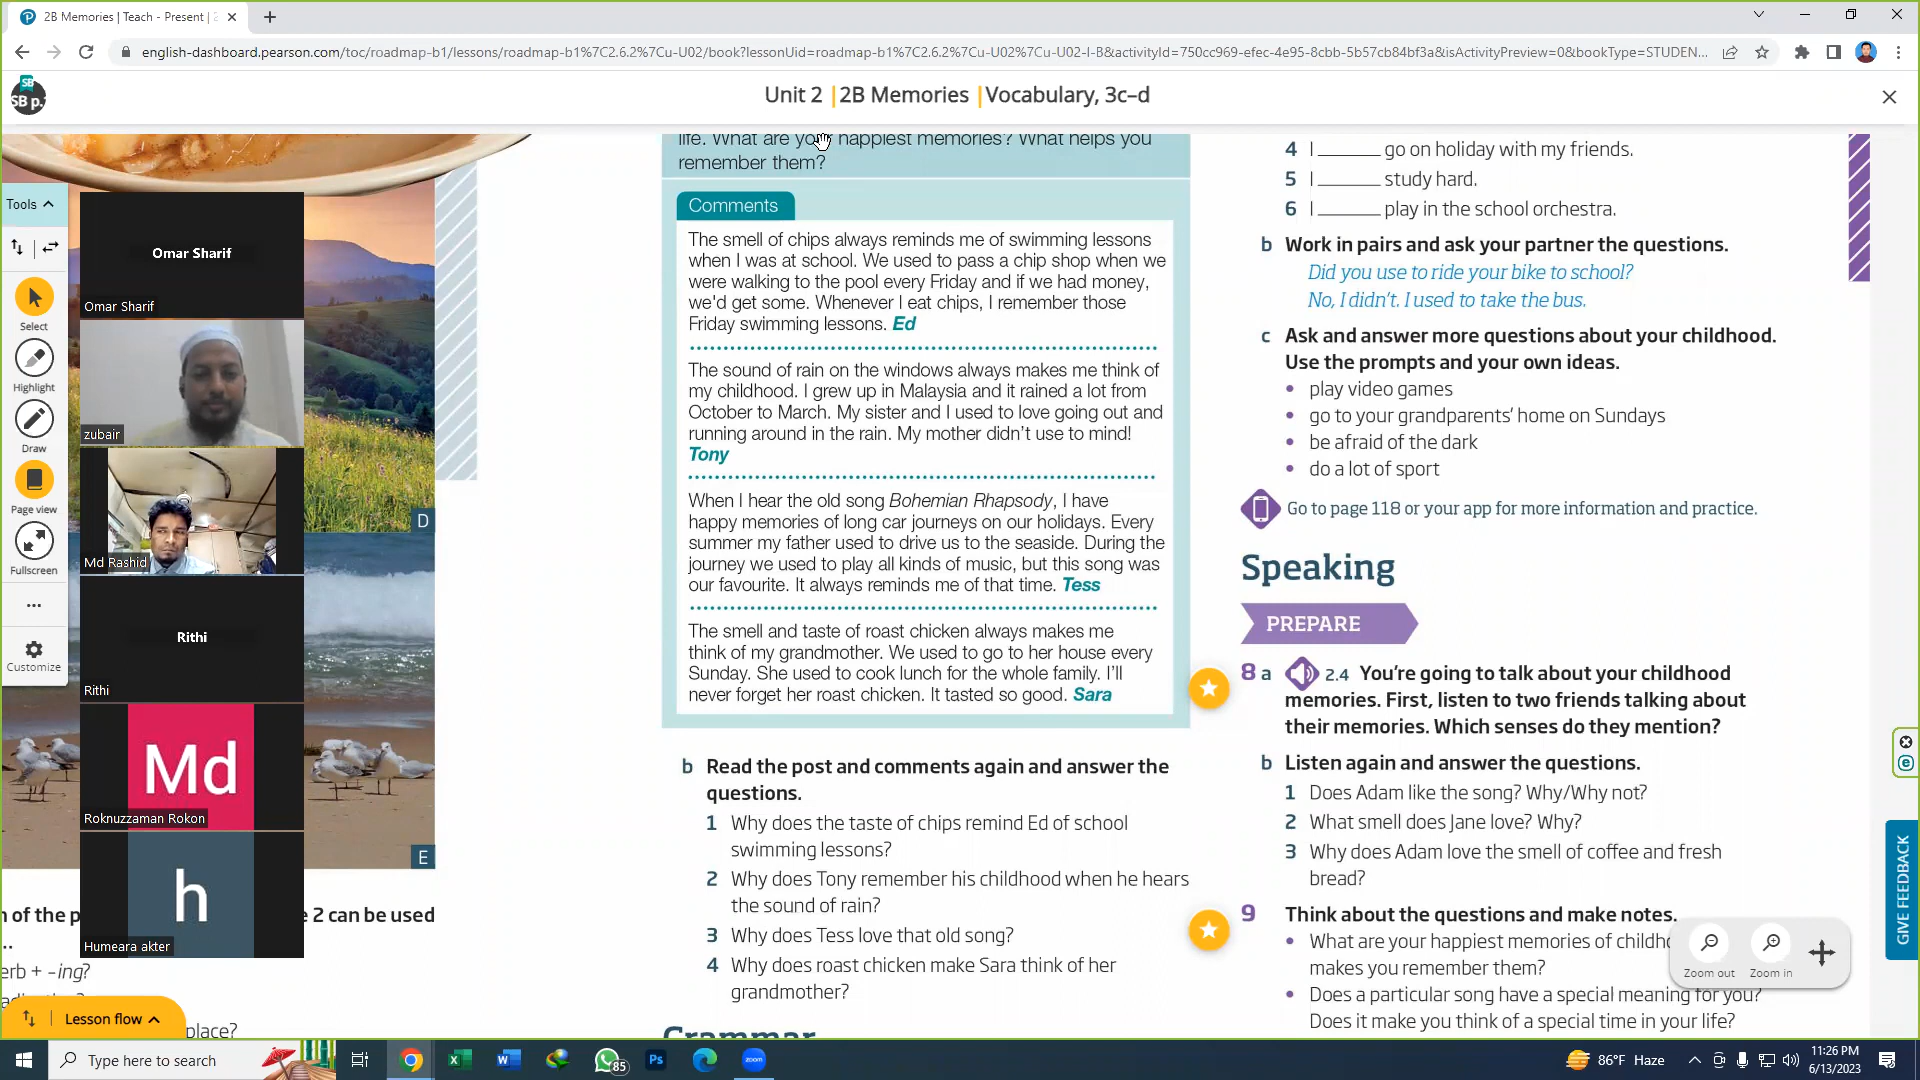 2B Memories | Teach - Present |
english-dashboard.pearson.com/toc/roadmap-b1/lessons/roadmap-b1%7C2.6.2%7Cu-U02/book?lessonUid=roadmap-b1%7C2.6.2%7Cu-U02%7Cu-U02-I-B&activityId=750cc969-efec-4e95-8cbb-5b57cb84bf3a&isActivityPreview=0&bookType=STUDEN...
SB
SB p.
Unit 2 | 2B Memories | Vocabulary, 3c–d
Tools
Select
Highlight
Draw
Page view
Fullscreen
Customize
Omar Sharif
Omar Sharif
zubair
Md Rashid
Rithi
Rithi
Md
Roknuzzaman Rokon
h
Humeara akter
D
E
n of the p
e 2 can be used
..
erb + -ing?
place?
Lesson flow
life. What are your happiest memories? What helps you
remember them?
Comments
The smell of chips always reminds me of swimming lessons
when I was at school. We used to pass a chip shop when we
were walking to the pool every Friday and if we had money,
we'd get some. Whenever I eat chips, I remember those
Friday swimming lessons. Ed
The sound of rain on the windows always makes me think of
my childhood. I grew up in Malaysia and it rained a lot from
October to March. My sister and I used to love going out and
running around in the rain. My mother didn't use to mind!
Tony
When I hear the old song Bohemian Rhapsody, I have
happy memories of long car journeys on our holidays. Every
summer my father used to drive us to the seaside. During the
journey we used to play all kinds of music, but this song was
our favourite. It always reminds me of that time. Tess
The smell and taste of roast chicken always makes me
think of my grandmother. We used to go to her house every
Sunday. She used to cook lunch for the whole family. I'll
never forget her roast chicken. It tasted so good. Sara
b Read the post and comments again and answer the
questions.
1 Why does the taste of chips remind Ed of school
swimming lessons?
2 Why does Tony remember his childhood when he hears
the sound of rain?
3 Why does Tess love that old song?
4 Why does roast chicken make Sara think of her
grandmother?
Grammar
4 I ______ go on holiday with my friends.
5 I ______ study hard.
6 I ______ play in the school orchestra.
b Work in pairs and ask your partner the questions.
Did you use to ride your bike to school?
No, I didn't. I used to take the bus.
c Ask and answer more questions about your childhood.
Use the prompts and your own ideas.
• play video games
• go to your grandparents' home on Sundays
• be afraid of the dark
• do a lot of sport
Go to page 118 or your app for more information and practice.
Speaking
PREPARE
8 a 2.4 You're going to talk about your childhood
memories. First, listen to two friends talking about
their memories. Which senses do they mention?
b Listen again and answer the questions.
1 Does Adam like the song? Why/Why not?
2 What smell does Jane love? Why?
3 Why does Adam love the smell of coffee and fresh
bread?
9 Think about the questions and make notes.
• What are your happiest memories of childho
makes you remember them?
• Does a particular song have a special meaning for you?
Does it make you think of a special time in your life?
Zoom out
Zoom in
GIVE FEEDBACK
Type here to search
85
zoom
86°F Haze
11:26 PM
6/13/2023